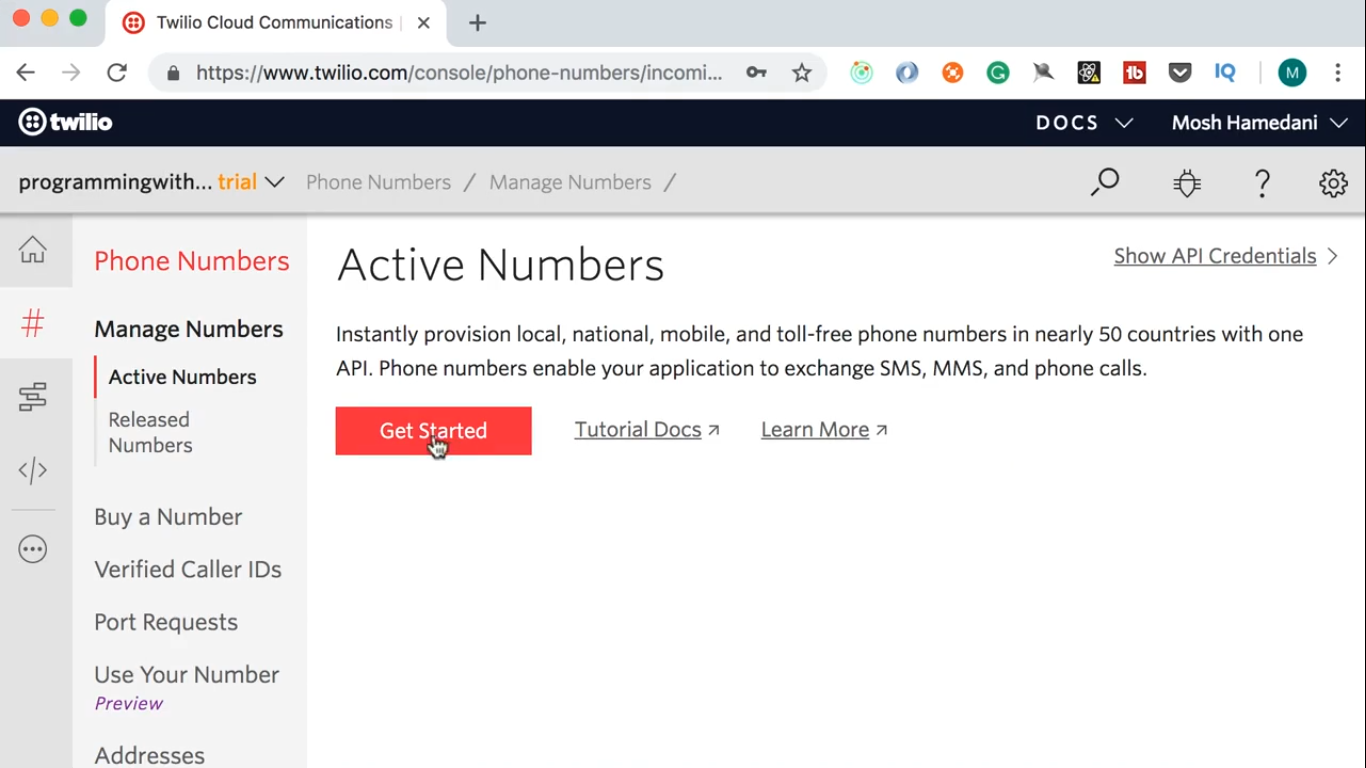 Twilio Cloud Communications
https://www.twilio.com/console/phone-numbers/incomi...
IQ
M
twilio
DOCS
Mosh Hamedani
programmingwith... trial
Phone Numbers / Manage Numbers /
Phone Numbers
Manage Numbers
Active Numbers
Released
Numbers
Buy a Number
Verified Caller IDs
Port Requests
Use Your Number
Preview
Addresses
Active Numbers
Show API Credentials
Instantly provision local, national, mobile, and toll-free phone numbers in nearly 50 countries with one
API. Phone numbers enable your application to exchange SMS, MMS, and phone calls.
Get Started
Tutorial Docs
Learn More